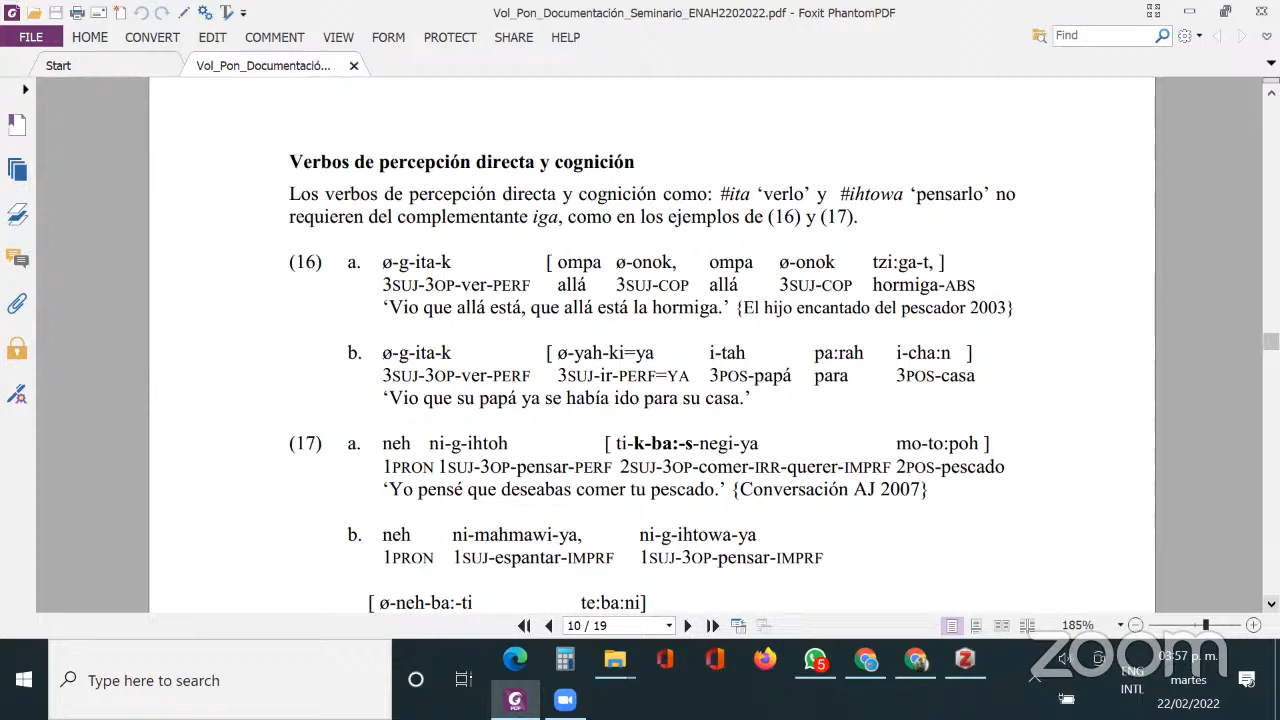 Vol_Pon_Documentación_Seminario_ENAH2202022.pdf - Foxit PhantomPDF
FILE HOME CONVERT EDIT COMMENT VIEW FORM PROTECT SHARE HELP Find
Start Vol_Pon_Documentació...
Verbos de percepción directa y cognición
Los verbos de percepción directa y cognición como: #ita ‘verlo’ y #ihtowa ‘pensarlo’ no
requieren del complementante iga, como en los ejemplos de (16) y (17).
(16) a. ø-g-ita-k [ ompa ø-onok, ompa ø-onok tzi:ga-t, ]
3SUJ-3OP-ver-PERF allá 3SUJ-COP allá 3SUJ-COP hormiga-ABS
‘Vio que allá está, que allá está la hormiga.’ {El hijo encantado del pescador 2003}
b. ø-g-ita-k [ ø-yah-ki=ya i-tah pa:rah i-cha:n ]
3SUJ-3OP-ver-PERF 3SUJ-ir-PERF=YA 3POS-papá para 3POS-casa
‘Vio que su papá ya se había ido para su casa.’
(17) a. neh ni-g-ihtoh [ ti-k-ba:-s-negi-ya mo-to:poh ]
1PRON 1SUJ-3OP-pensar-PERF 2SUJ-3OP-comer-IRR-querer-IMPRF 2POS-pescado
‘Yo pensé que deseabas comer tu pescado.’ {Conversación AJ 2007}
b. neh ni-mahmawi-ya, ni-g-ihtowa-ya
1PRON 1SUJ-espantar-IMPRF 1SUJ-3OP-pensar-IMPRF
[ ø-neh-ba:-ti te:ba:ni]
10 / 19 185%
zoom
Type here to search 5 ENG INTL 03:57 p. m.
martes
22/02/2022